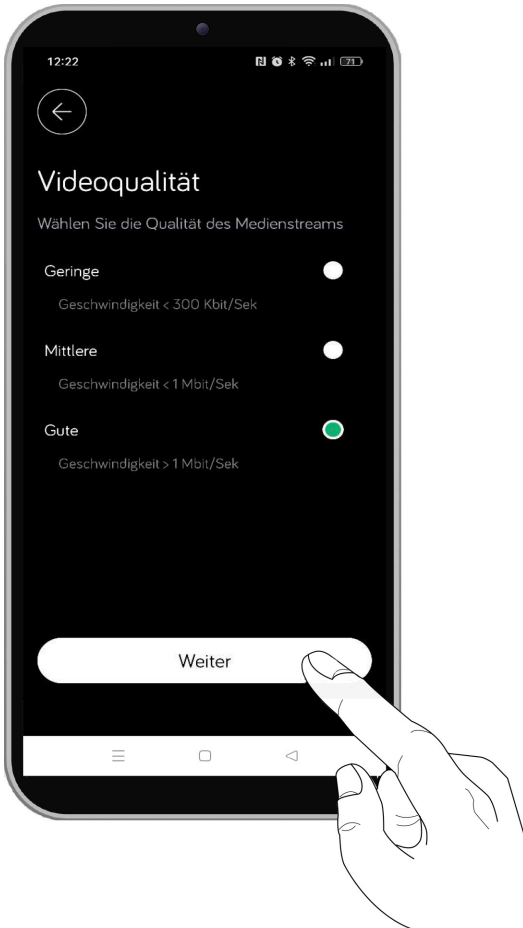 12:22
71
Videoqualität
Wählen Sie die Qualität des Medienstreams
Geringe
Geschwindigkeit < 300 Kbit/Sek
Mittlere
Geschwindigkeit < 1 Mbit/Sek
Gute
Geschwindigkeit > 1 Mbit/Sek
Weiter